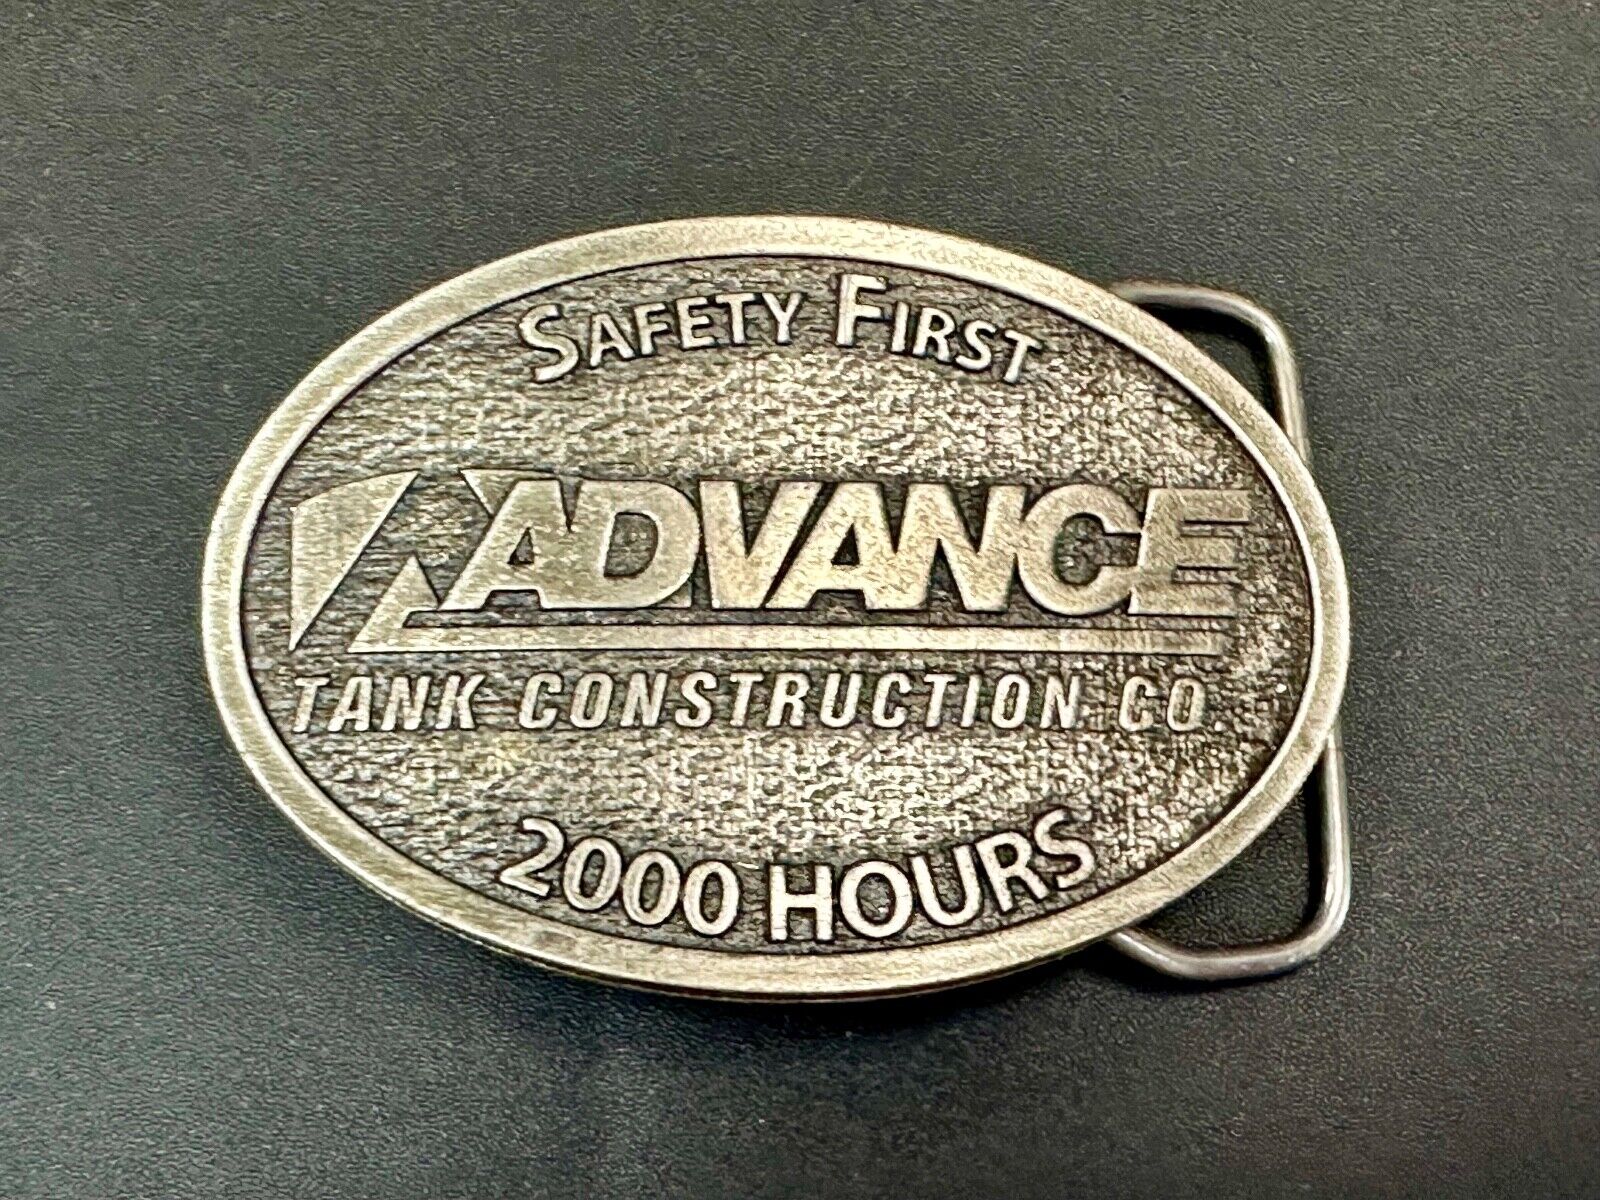 SAFETY FIRST
ADVANCE
TANK CONSTRUCTION CO.
2000 HOURS